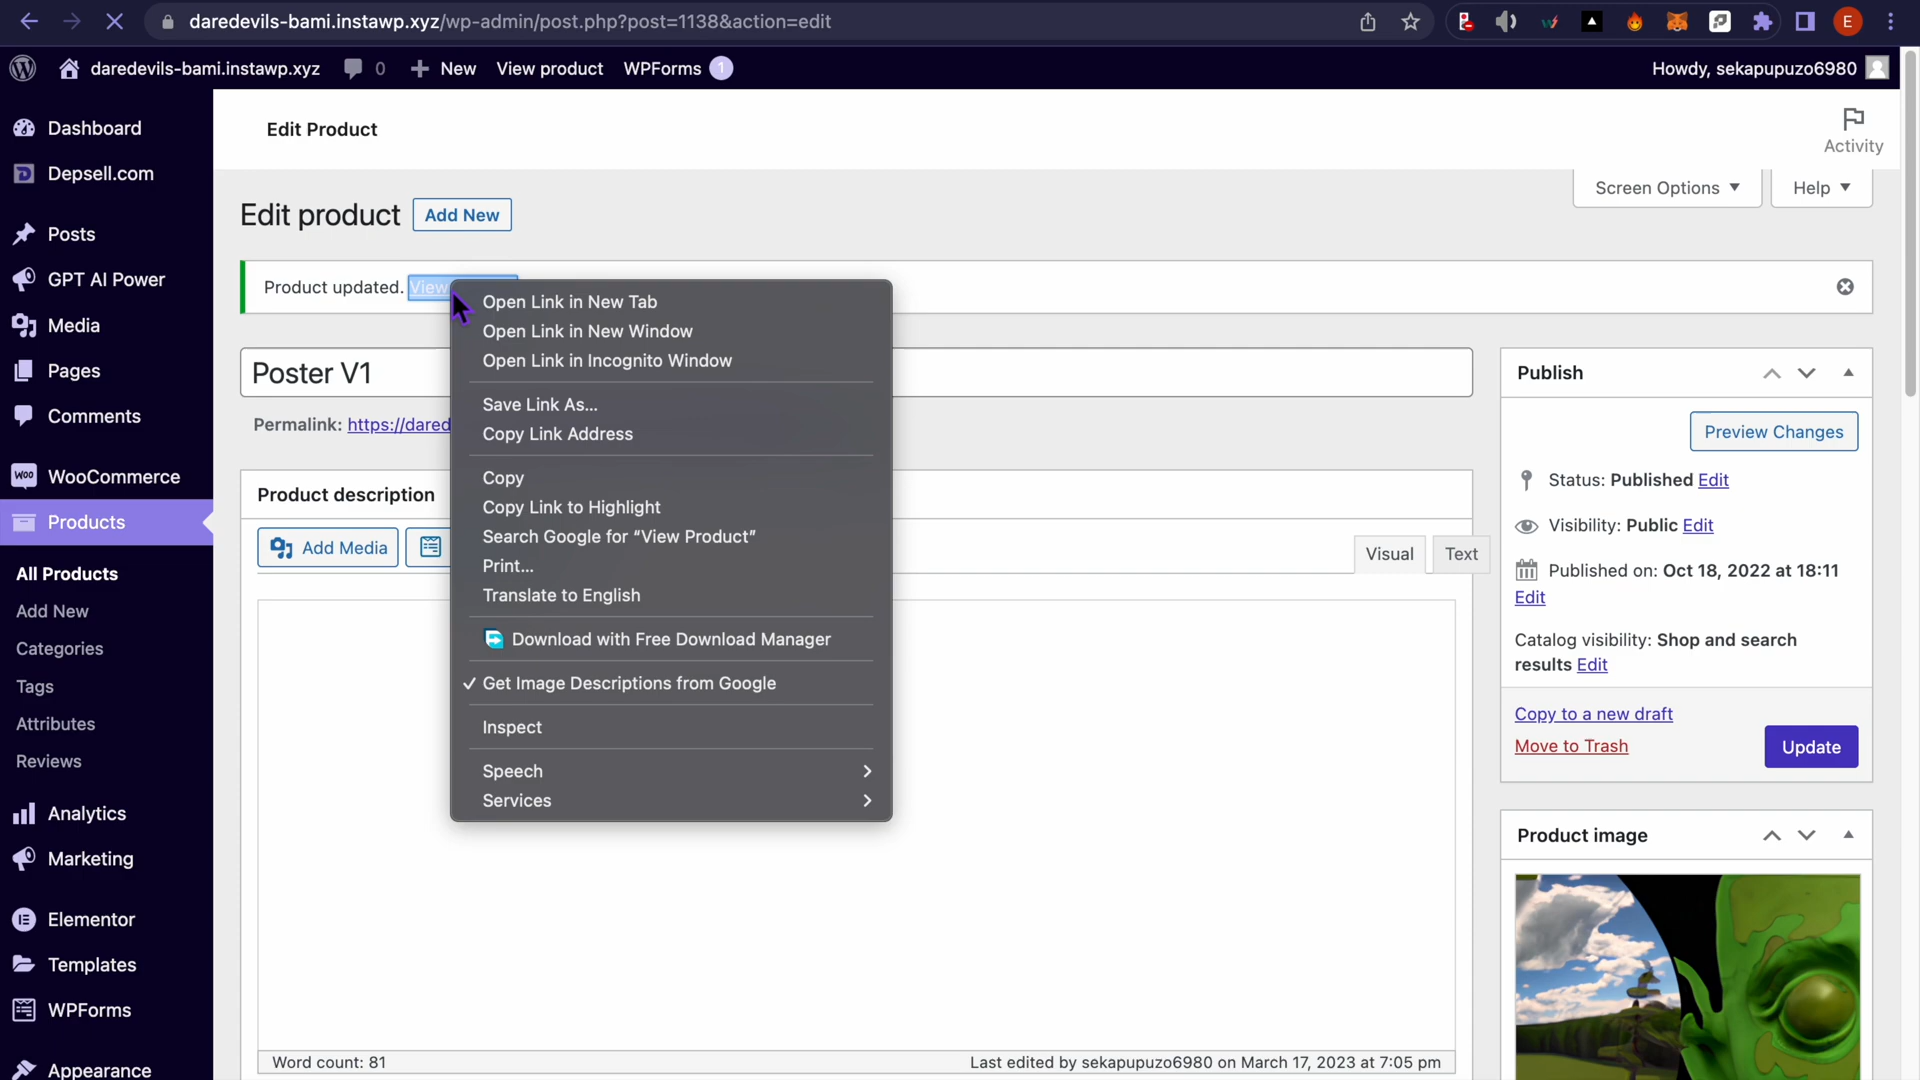 daredevils-bami.instawp.xyz/wp-admin/post.php?post=1138&action=edit
E
daredevils-bami.instawp.xyz 0 New View product WPForms 1
Howdy, sekapupuzo6980
Dashboard
Depsell.com
Posts
GPT AI Power
Media
Pages
Comments
WooCommerce
Products
All Products
Add New
Categories
Tags
Attributes
Reviews
Analytics
Marketing
Elementor
Templates
WPForms
Appearance
Edit Product
Activity
Screen Options
Help
Edit product Add New
Product updated. View
Poster V1
Permalink: https://dared
Product description
Add Media
Visual Text
Word count: 81
Last edited by sekapupuzo6980 on March 17, 2023 at 7:05 pm
Open Link in New Tab
Open Link in New Window
Open Link in Incognito Window
Save Link As...
Copy Link Address
Copy
Copy Link to Highlight
Search Google for “View Product”
Print...
Translate to English
Download with Free Download Manager
Get Image Descriptions from Google
Inspect
Speech
Services
Publish
Preview Changes
Status: Published Edit
Visibility: Public Edit
Published on: Oct 18, 2022 at 18:11
Edit
Catalog visibility: Shop and search
results Edit
Copy to a new draft
Move to Trash
Update
Product image